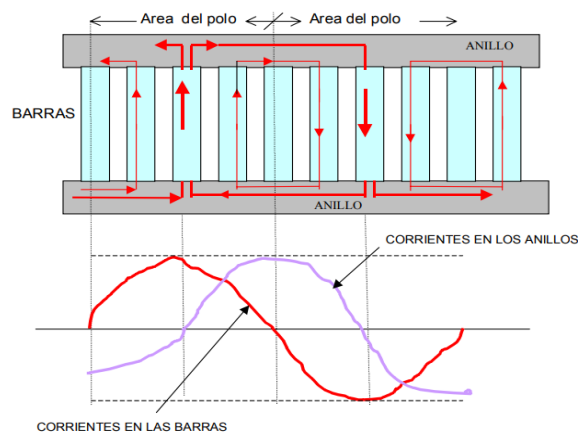 Area del polo
Area del polo
ANILLO
BARRAS
ANILLO
CORRIENTES EN LOS ANILLOS
CORRIENTES EN LAS BARRAS